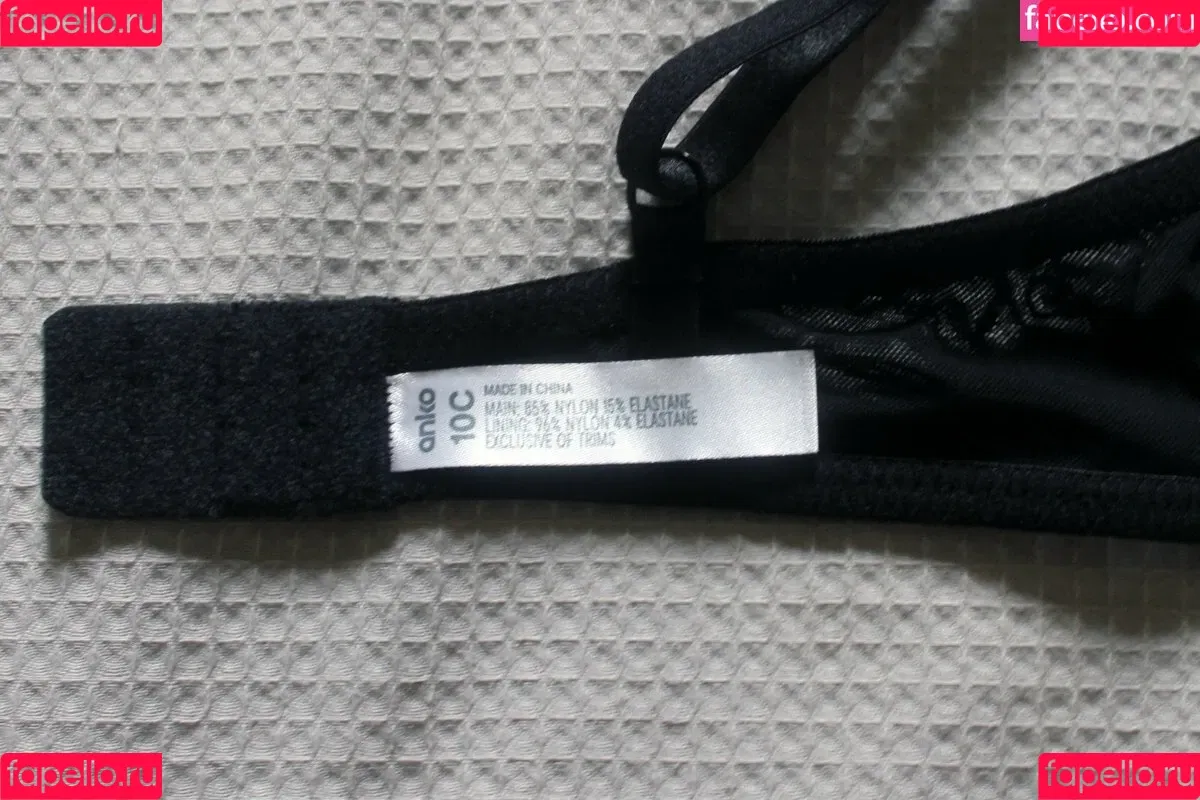 fapello.ru
fapello.ru
anko
10C
MADE IN CHINA
MAIN: 85% NYLON 15% ELASTANE
LINING: 96% NYLON 4% ELASTANE
EXCLUSIVE OF TRIMS
fapello.ru
fapello.ru